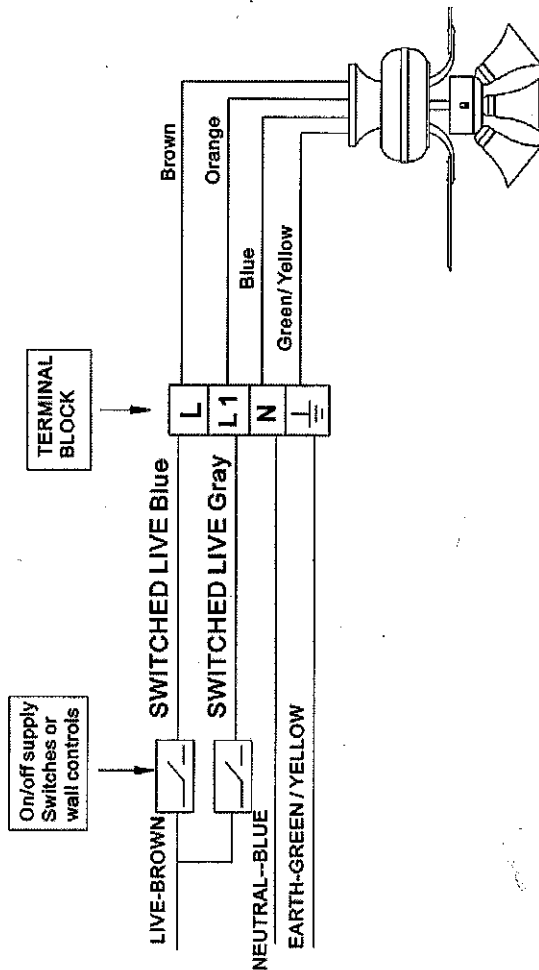 On/off supply
Switches or
wall controls
TERMINAL
BLOCK
LIVE-BROWN
SWITCHED LIVE Blue
SWITCHED LIVE Gray
NEUTRAL--BLUE
EARTH-GREEN / YELLOW
L
L1
N
Brown
Orange
Blue
Green/ Yellow